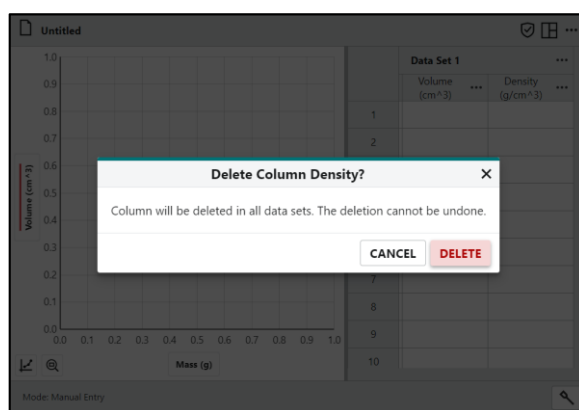 Untitled
Data Set 1
Volume (cm^3)
Density (g/cm^3)
1.0
0.9
0.8
0.7
0.6
0.5
0.4
0.3
0.2
0.1
0.0
Volume (cm^3)
0.0 0.1 0.2 0.3 0.4 0.5 0.6 0.7 0.8 0.9 1.0
Mass (g)
1
2
7
8
9
10
Delete Column Density?
Column will be deleted in all data sets. The deletion cannot be undone.
CANCEL DELETE
Mode: Manual Entry